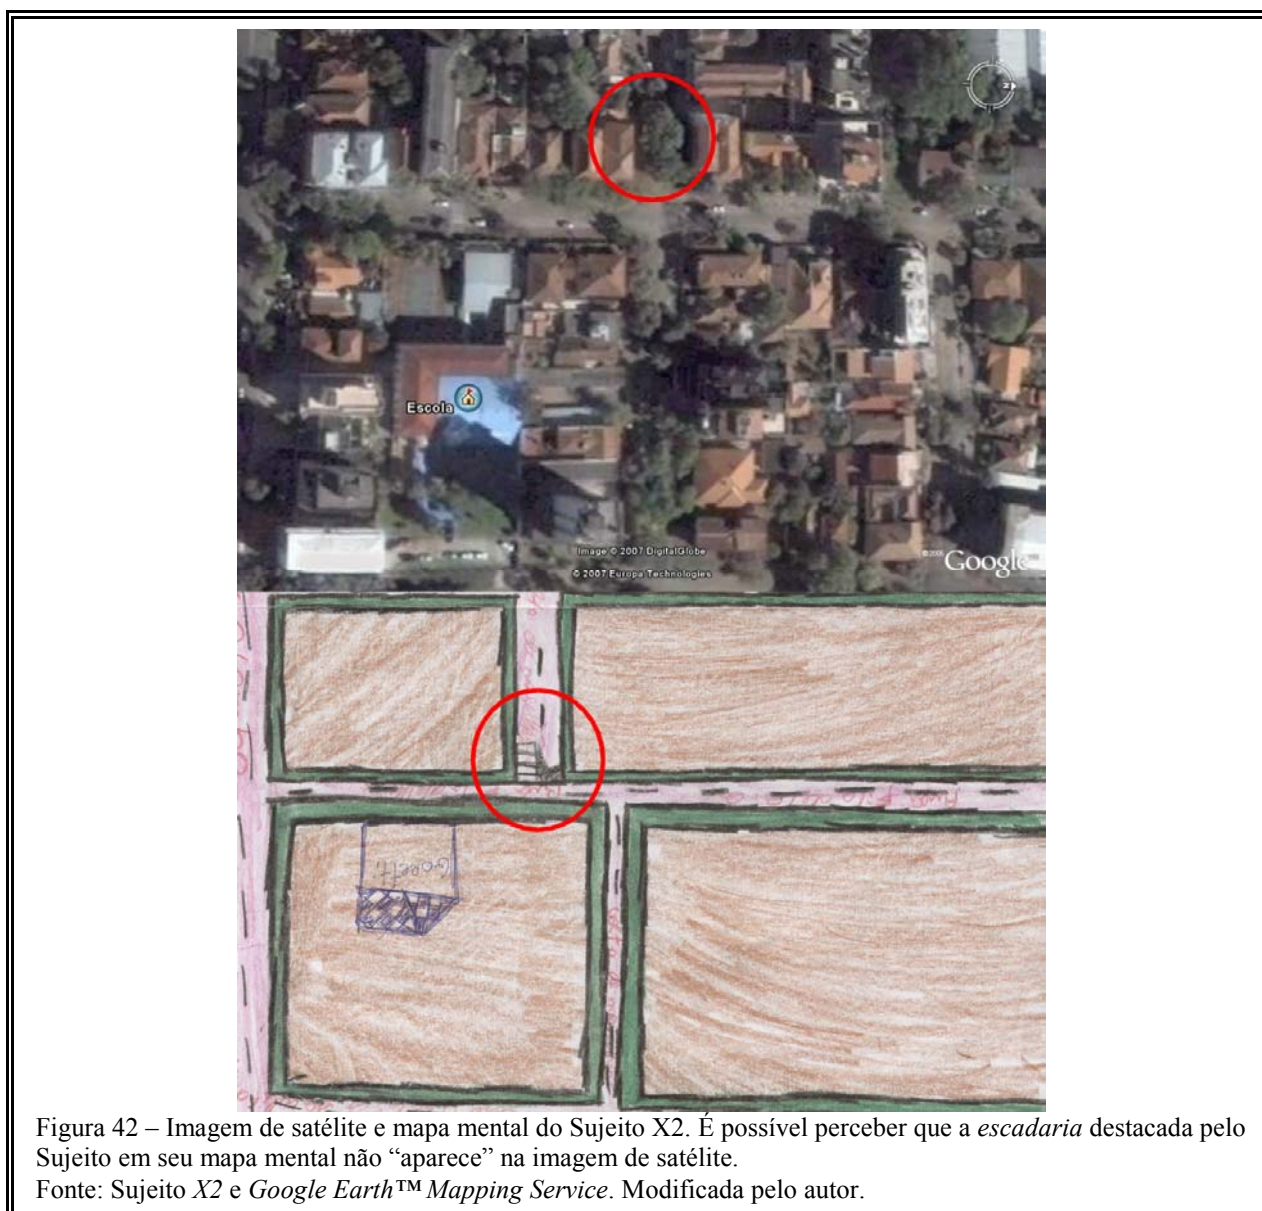 Escola
Image © 2007 DigitalGlobe
© 2007 Europa Technologies
Google
Figura 42 – Imagem de satélite e mapa mental do Sujeito X2. É possível perceber que a escadaria destacada pelo
Sujeito em seu mapa mental não “aparece” na imagem de satélite.
Fonte: Sujeito X2 e Google Earth™ Mapping Service. Modificada pelo autor.